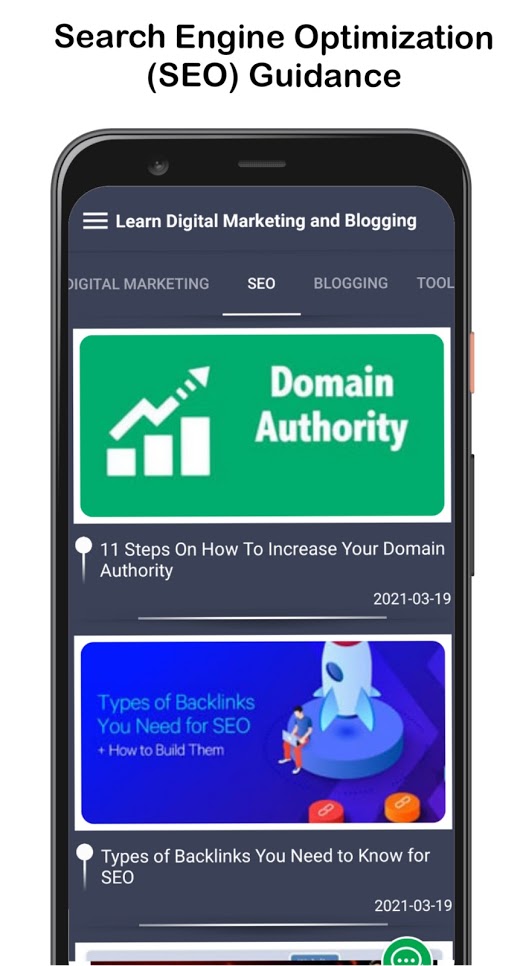 Search Engine Optimization
(SEO) Guidance
Learn Digital Marketing and Blogging
DIGITAL MARKETING SEO BLOGGING TOOL
Domain
Authority
11 Steps On How To Increase Your Domain
Authority
2021-03-19
Types of Backlinks
You Need for SEO
+ How to Build Them
Types of Backlinks You Need to Know for
SEO
2021-03-19